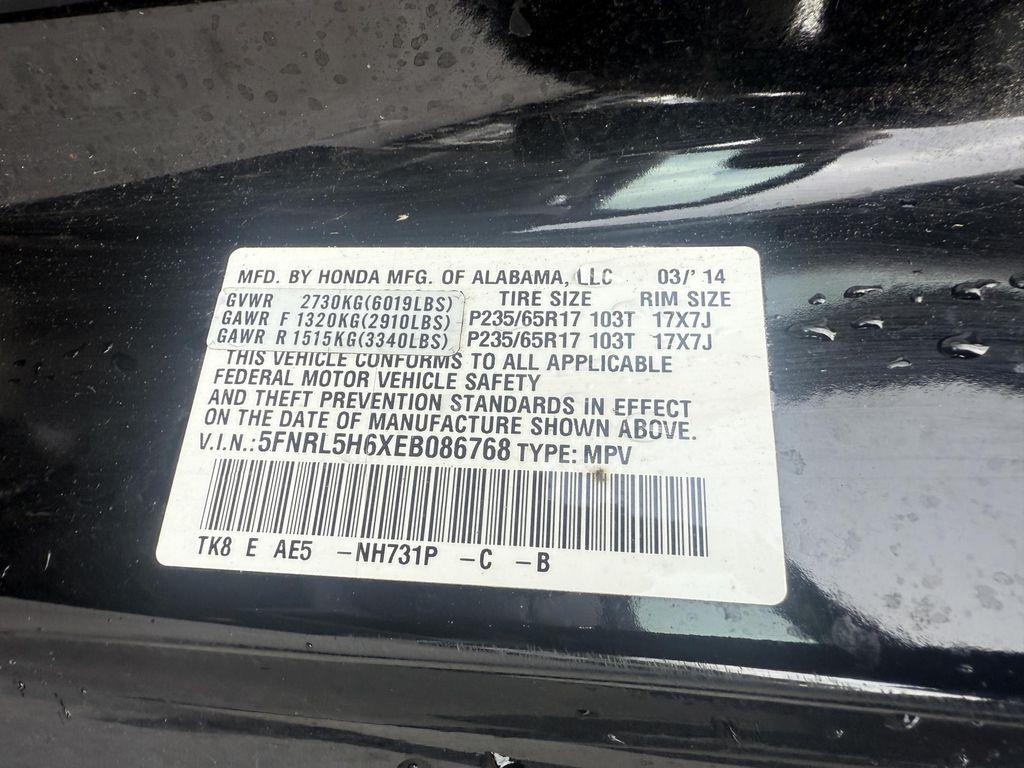 MFD. BY HONDA MFG. OF ALABAMA, LLC 03/'14
GVWR 2730KG(6019LBS) TIRE SIZE RIM SIZE
GAWR F 1320KG(2910LBS) P235/65R17 103T 17X7J
GAWR R 1515KG(3340LBS) P235/65R17 103T 17X7J
THIS VEHICLE CONFORMS TO ALL APPLICABLE
FEDERAL MOTOR VEHICLE SAFETY
AND THEFT PREVENTION STANDARDS IN EFFECT
ON THE DATE OF MANUFACTURE SHOWN ABOVE.
V.I.N.: 5FNRL5H6XEB086768 TYPE: MPV
TK8 E AE5 -NH731P -C -B